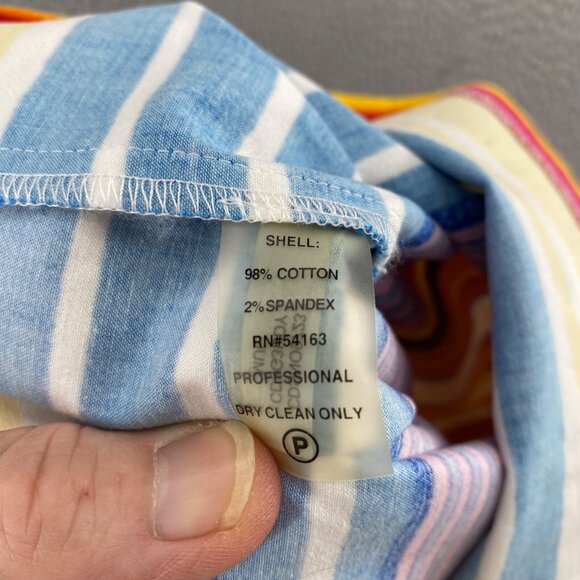 SHELL:
98% COTTON
2% SPANDEX
RN#54163
PROFESSIONAL
DRY CLEAN ONLY
P